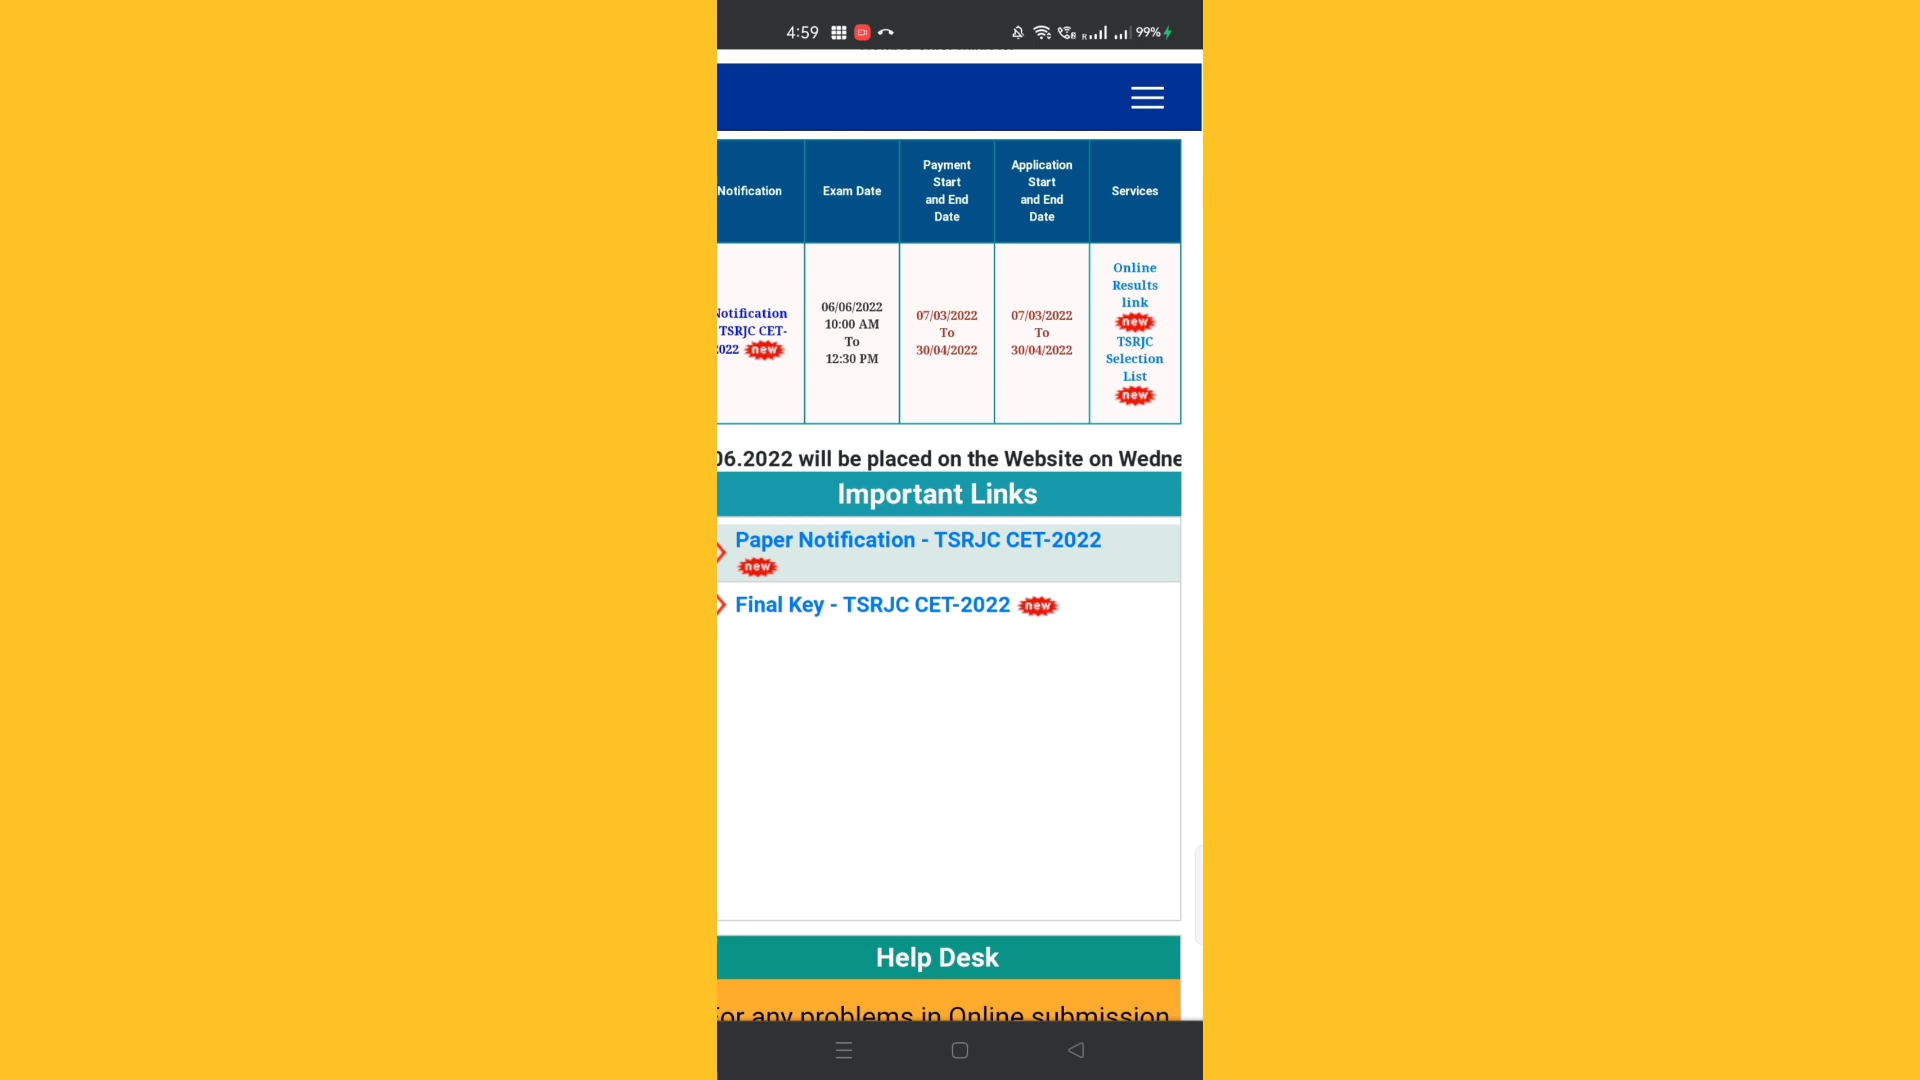 4:59
99%
Notification
Exam Date
Payment
Start
and End
Date
Application
Start
and End
Date
Services
Notification
TSRJC CET-
2022 new
06/06/2022
10:00 AM
To
12:30 PM
07/03/2022
To
30/04/2022
07/03/2022
To
30/04/2022
Online
Results
link
new
TSRJC
Selection
List
new
06.2022 will be placed on the Website on Wedne
Important Links
Paper Notification - TSRJC CET-2022
new
Final Key - TSRJC CET-2022 new
Help Desk
For any problems in Online submission